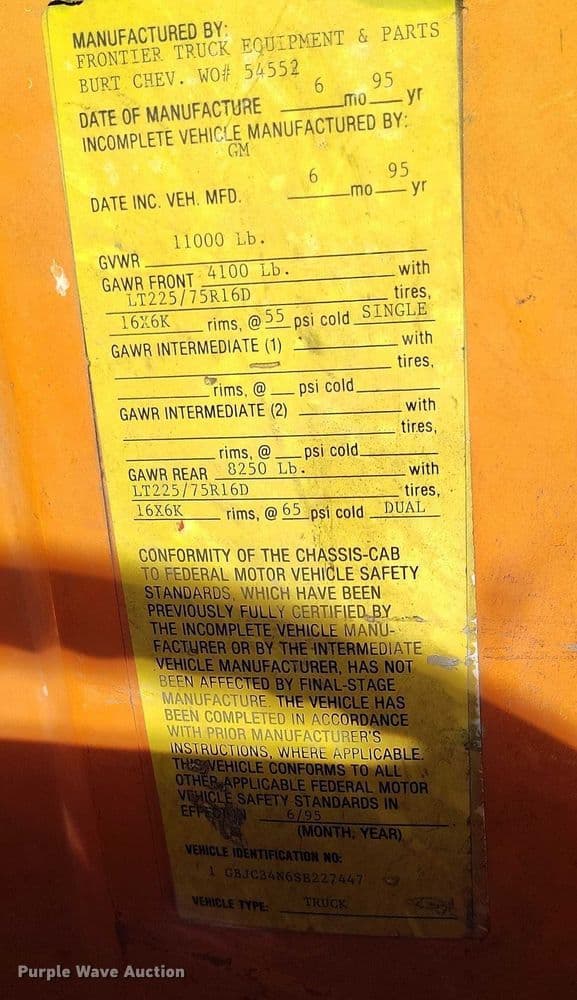 MANUFACTURED BY:
FRONTIER TRUCK EQUIPMENT & PARTS
BURT CHEV. WO# 54552
DATE OF MANUFACTURE 6 mo 95 yr
INCOMPLETE VEHICLE MANUFACTURED BY:
GM
DATE INC. VEH. MFD. 6 mo 95 yr
GVWR 11000 Lb.
GAWR FRONT 4100 Lb. with
LT225/75R16D tires,
16X6K rims, @ 55 psi cold SINGLE
GAWR INTERMEDIATE (1) with
tires,
rims, @ psi cold
GAWR INTERMEDIATE (2) with
tires,
rims, @ psi cold
GAWR REAR 8250 Lb. with
LT225/75R16D tires,
16X6K rims, @ 65 psi cold DUAL
CONFORMITY OF THE CHASSIS-CAB
TO FEDERAL MOTOR VEHICLE SAFETY
STANDARDS, WHICH HAVE BEEN
PREVIOUSLY FULLY CERTIFIED BY
THE INCOMPLETE VEHICLE MANU-
FACTURER OR BY THE INTERMEDIATE
VEHICLE MANUFACTURER, HAS NOT
BEEN AFFECTED BY FINAL-STAGE
MANUFACTURE. THE VEHICLE HAS
BEEN COMPLETED IN ACCORDANCE
WITH PRIOR MANUFACTURER'S
INSTRUCTIONS, WHERE APPLICABLE.
THIS VEHICLE CONFORMS TO ALL
OTHER APPLICABLE FEDERAL MOTOR
VEHICLE SAFETY STANDARDS IN
EFFECT IN 6/95
(MONTH, YEAR)
VEHICLE IDENTIFICATION NO:
1 GBJC34N6SE227447
VEHICLE TYPE: TRUCK
Purple Wave Auction